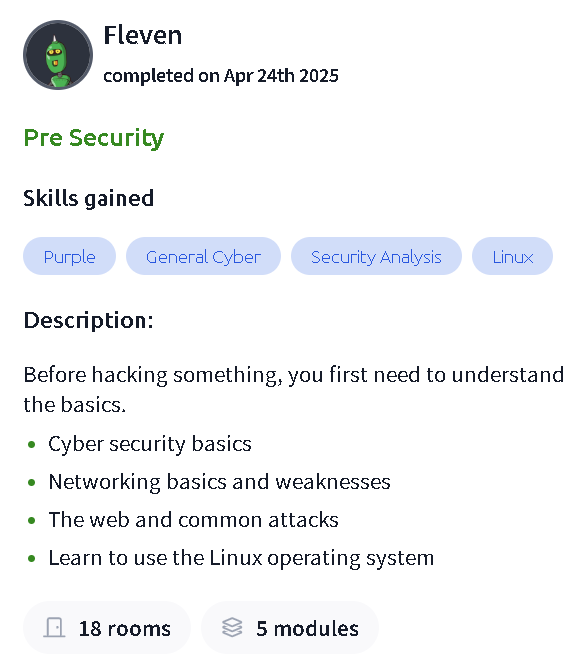 Fleven
completed on Apr 24th 2025
Pre Security
Skills gained
Purple General Cyber Security Analysis Linux
Description:
Before hacking something, you first need to understand
the basics.
• Cyber security basics
• Networking basics and weaknesses
• The web and common attacks
• Learn to use the Linux operating system
18 rooms 5 modules